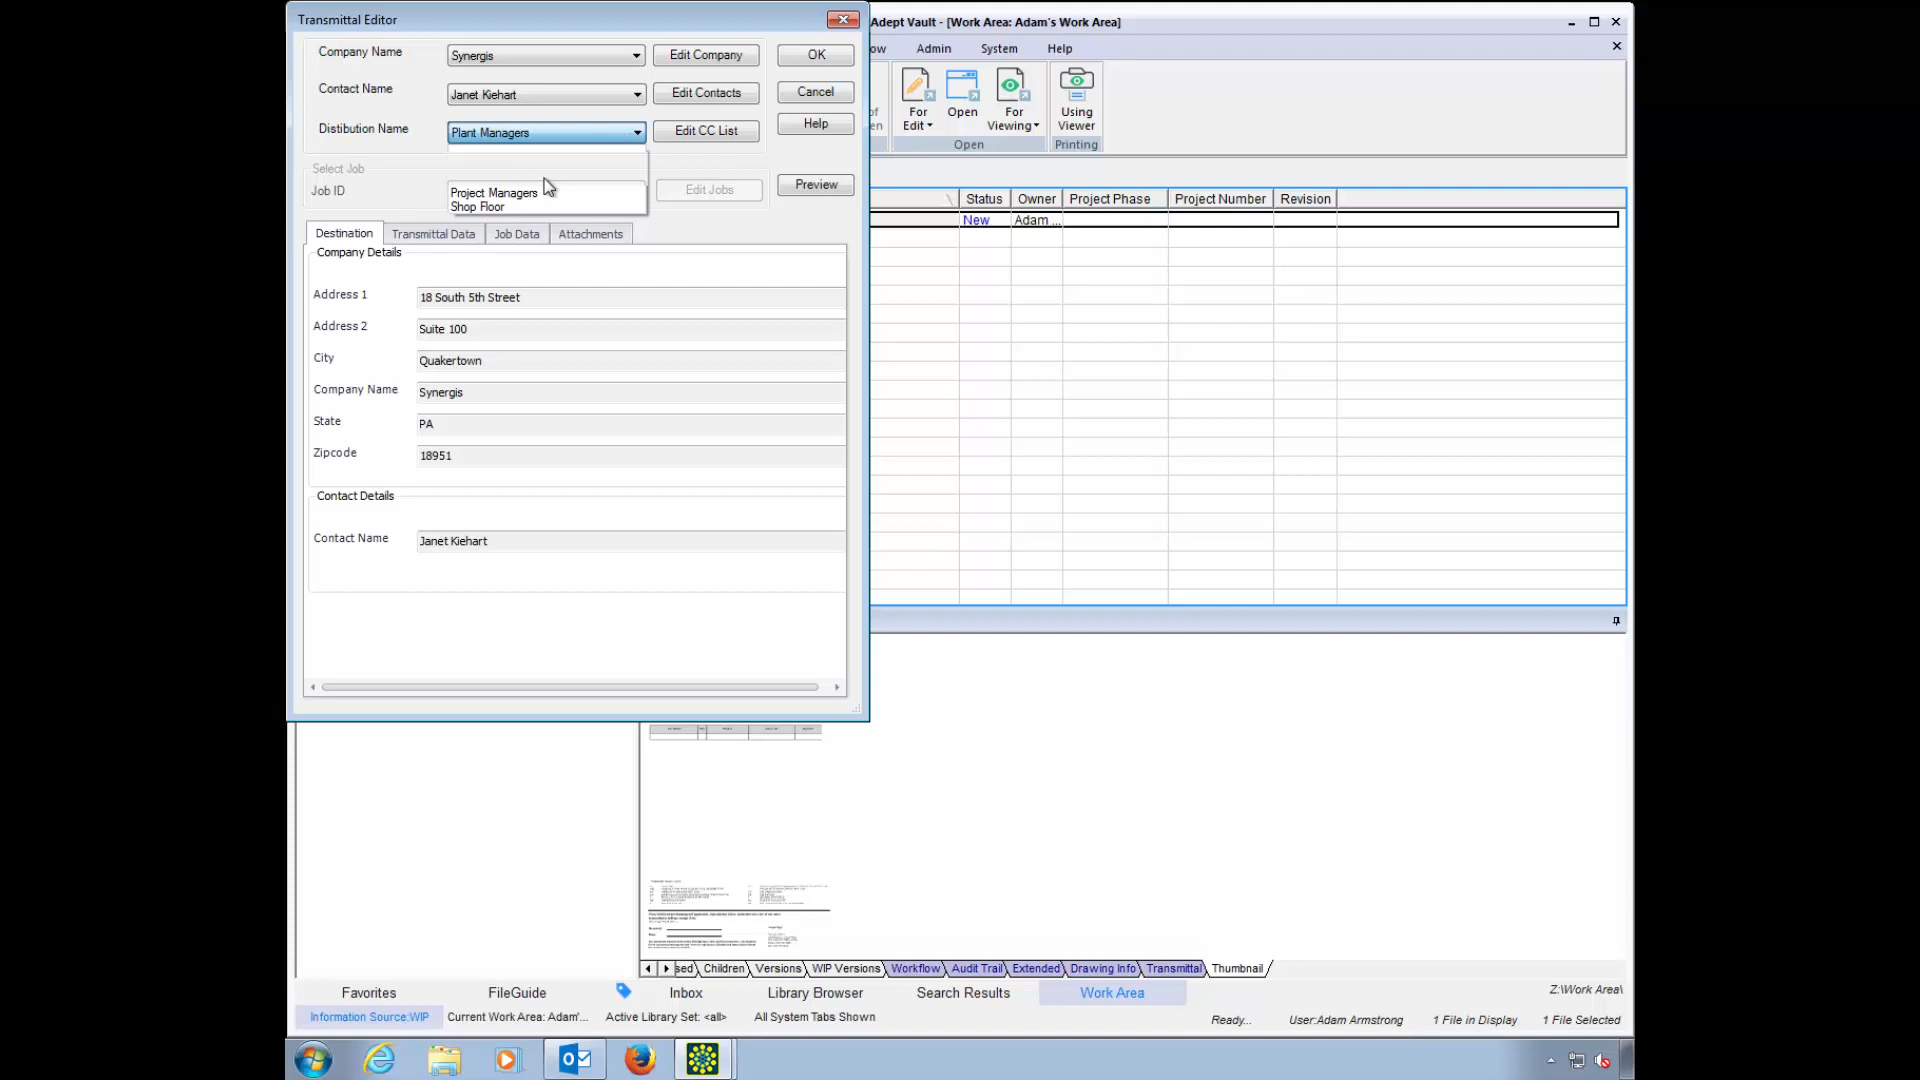 Transmittal Editor
Adept Vault - [Work Area: Adam's Work Area]
Company Name
Synergis
Edit Company
OK
ow
Admin
System
Help
Contact Name
Janet Kiehart
Edit Contacts
Cancel
Distibution Name
Plant Managers
Edit CC List
Help
of
en
For
Edit
Open
For
Viewing
Using
Viewer
Open
Printing
Select Job
Job ID
Project Managers
Shop Floor
Edit Jobs
Preview
Status
Owner
Project Phase
Project Number
Revision
New
Adam ...
Destination
Transmittal Data
Job Data
Attachments
Company Details
Address 1
18 South 5th Street
Address 2
Suite 100
City
Quakertown
Company Name
Synergis
State
PA
Zipcode
18951
Contact Details
Contact Name
Janet Kiehart
sed
Children
Versions
WIP Versions
Workflow
Audit Trail
Extended
Drawing Info
Transmittal
Thumbnail
Favorites
FileGuide
Inbox
Library Browser
Search Results
Work Area
Z:\Work Area\
Information Source:WIP
Current Work Area: Adam'...
Active Library Set: <all>
All System Tabs Shown
Ready...
User:Adam Armstrong
1 File in Display
1 File Selected